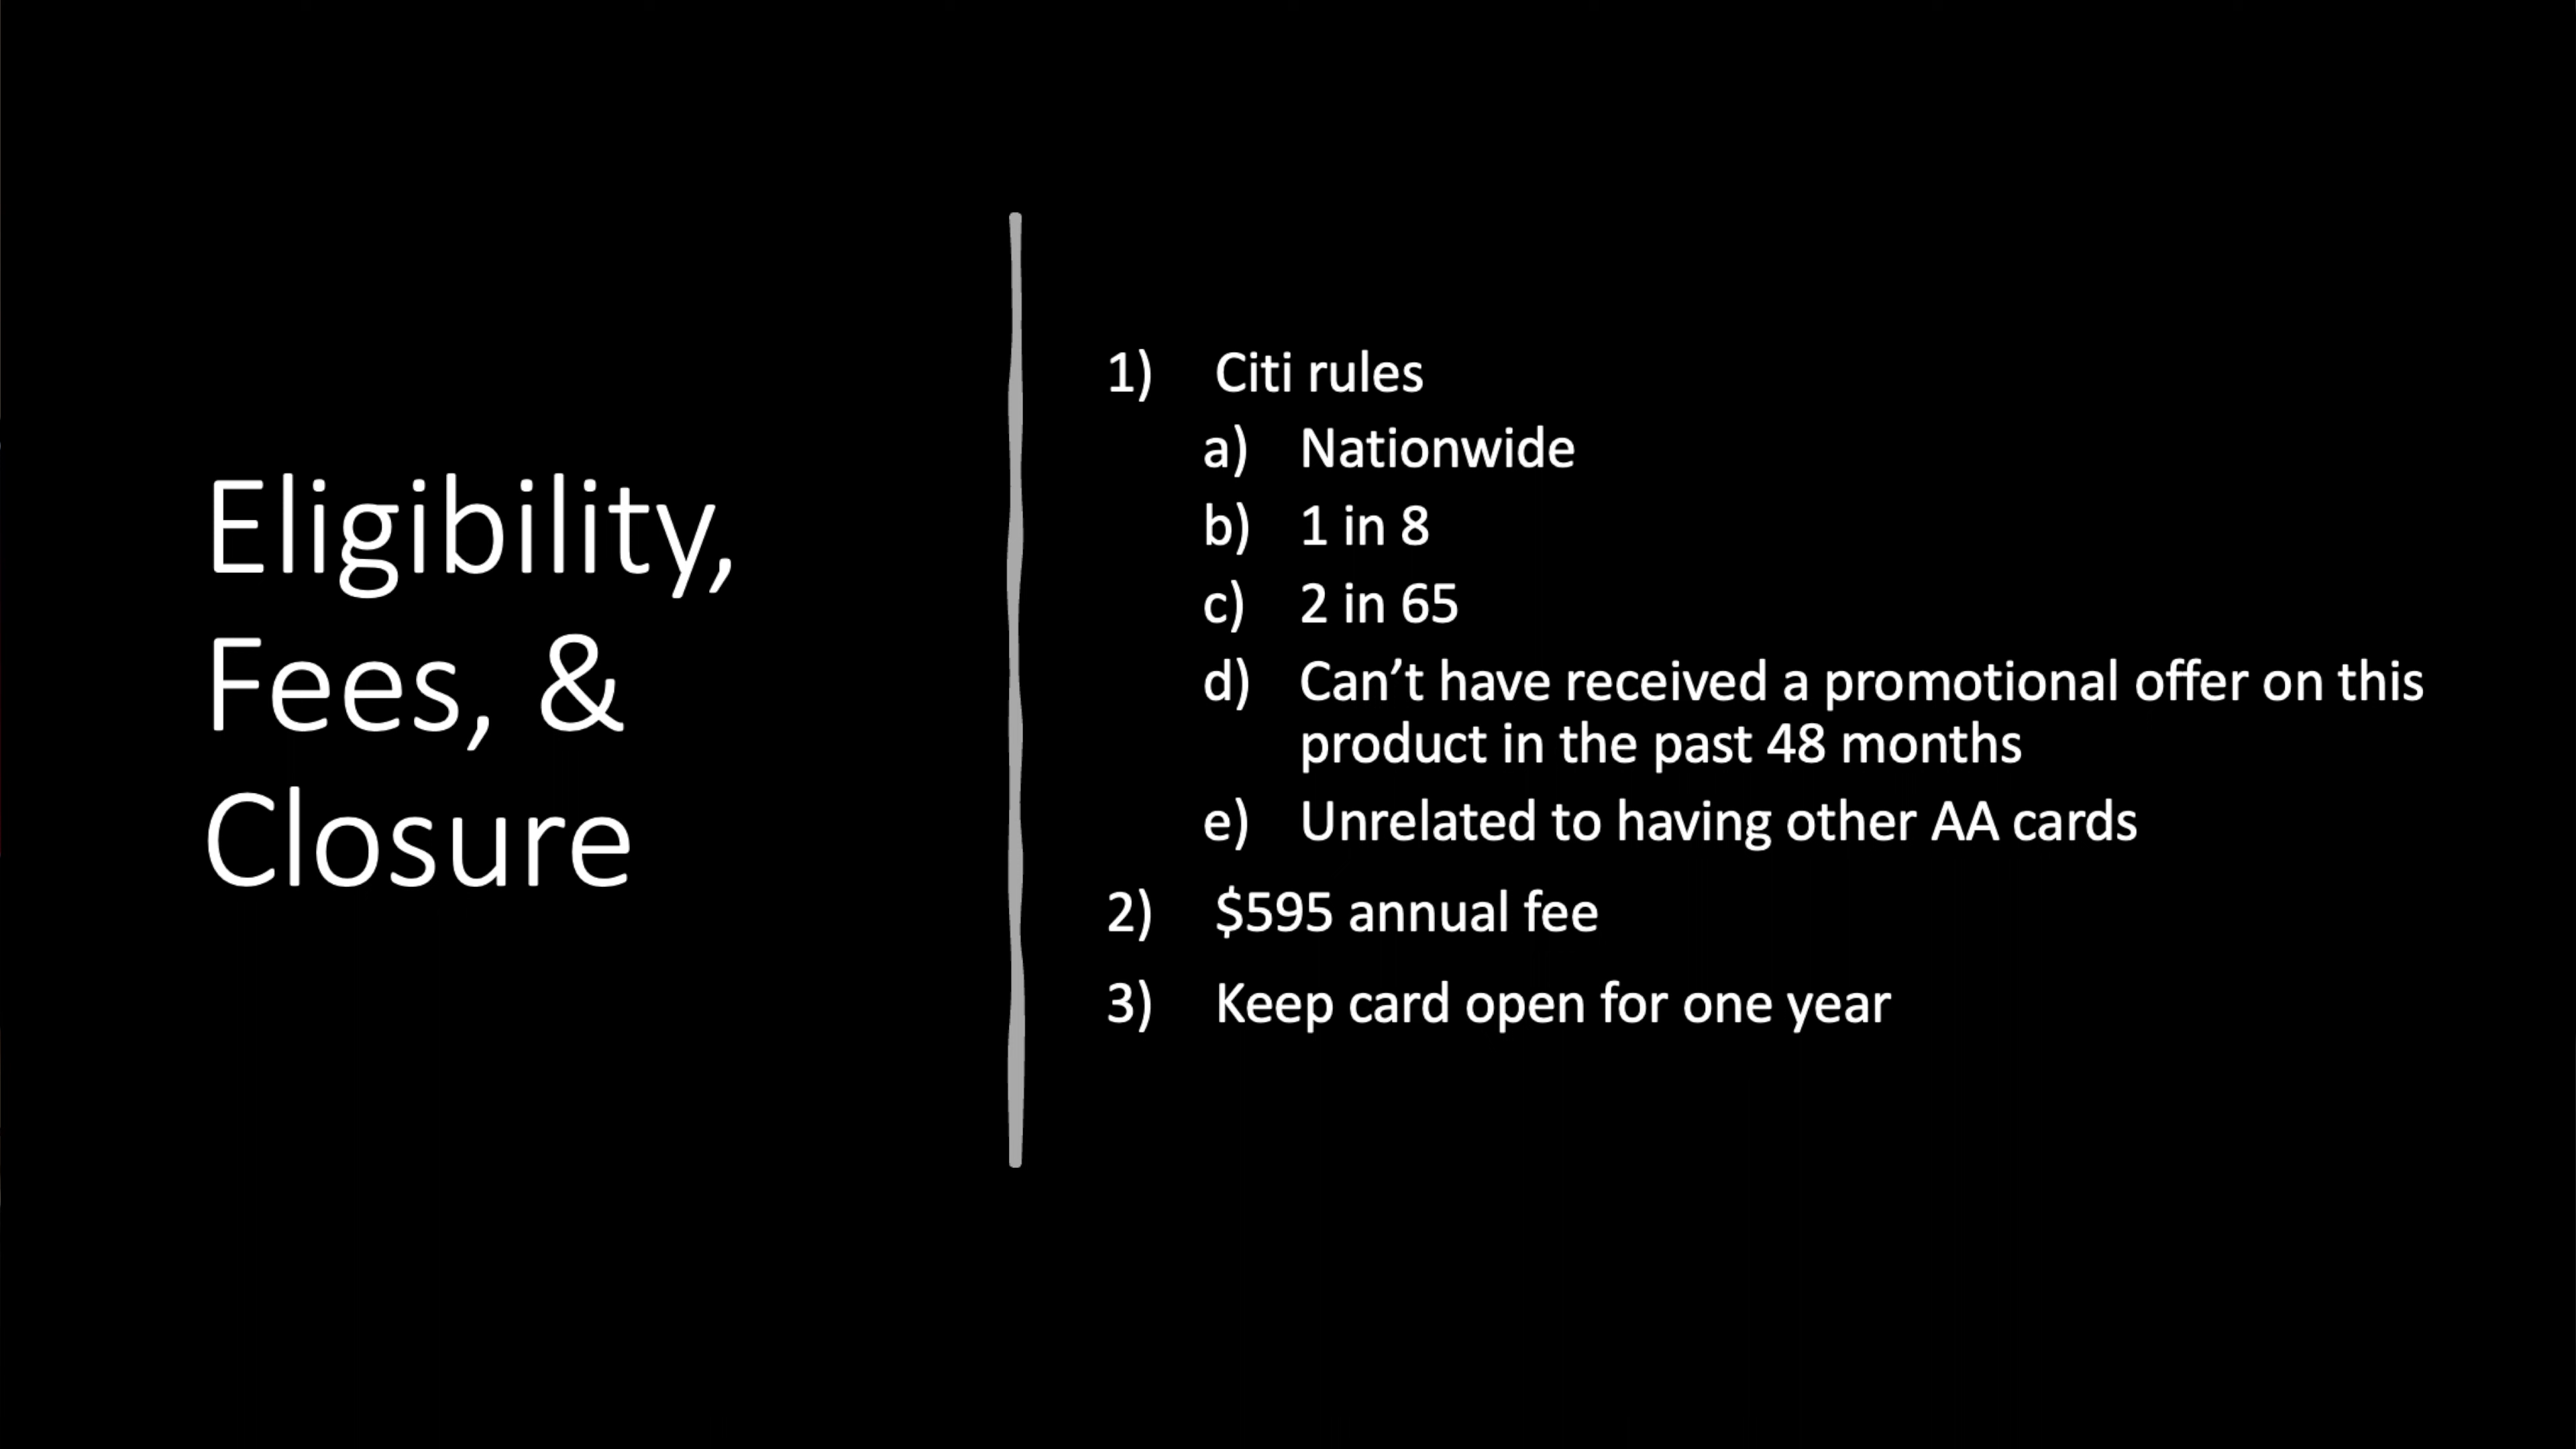 Eligibility,
Fees, &
Closure
1) Citi rules
a) Nationwide
b) 1 in 8
c) 2 in 65
d) Can’t have received a promotional offer on this
product in the past 48 months
e) Unrelated to having other AA cards
2) $595 annual fee
3) Keep card open for one year